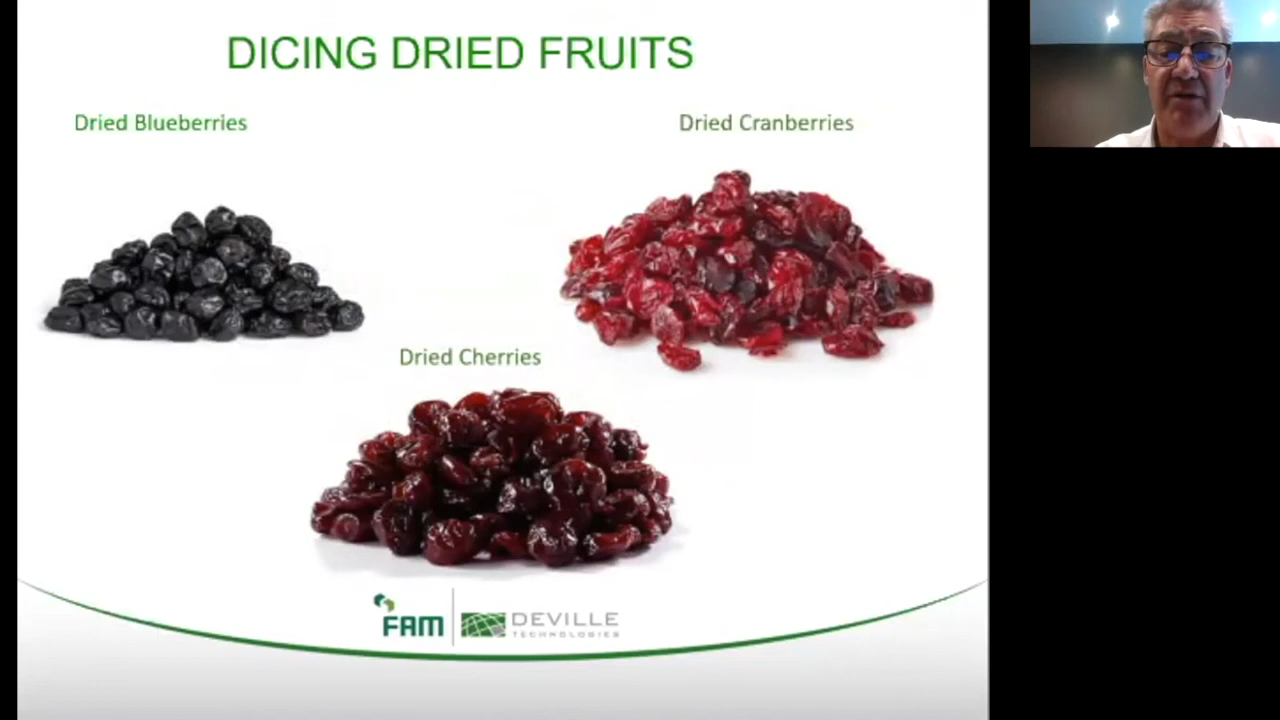 DICING DRIED FRUITS
Dried Blueberries
Dried Cranberries
Dried Cherries
FAM
DEVILLE
TECHNOLOGIES